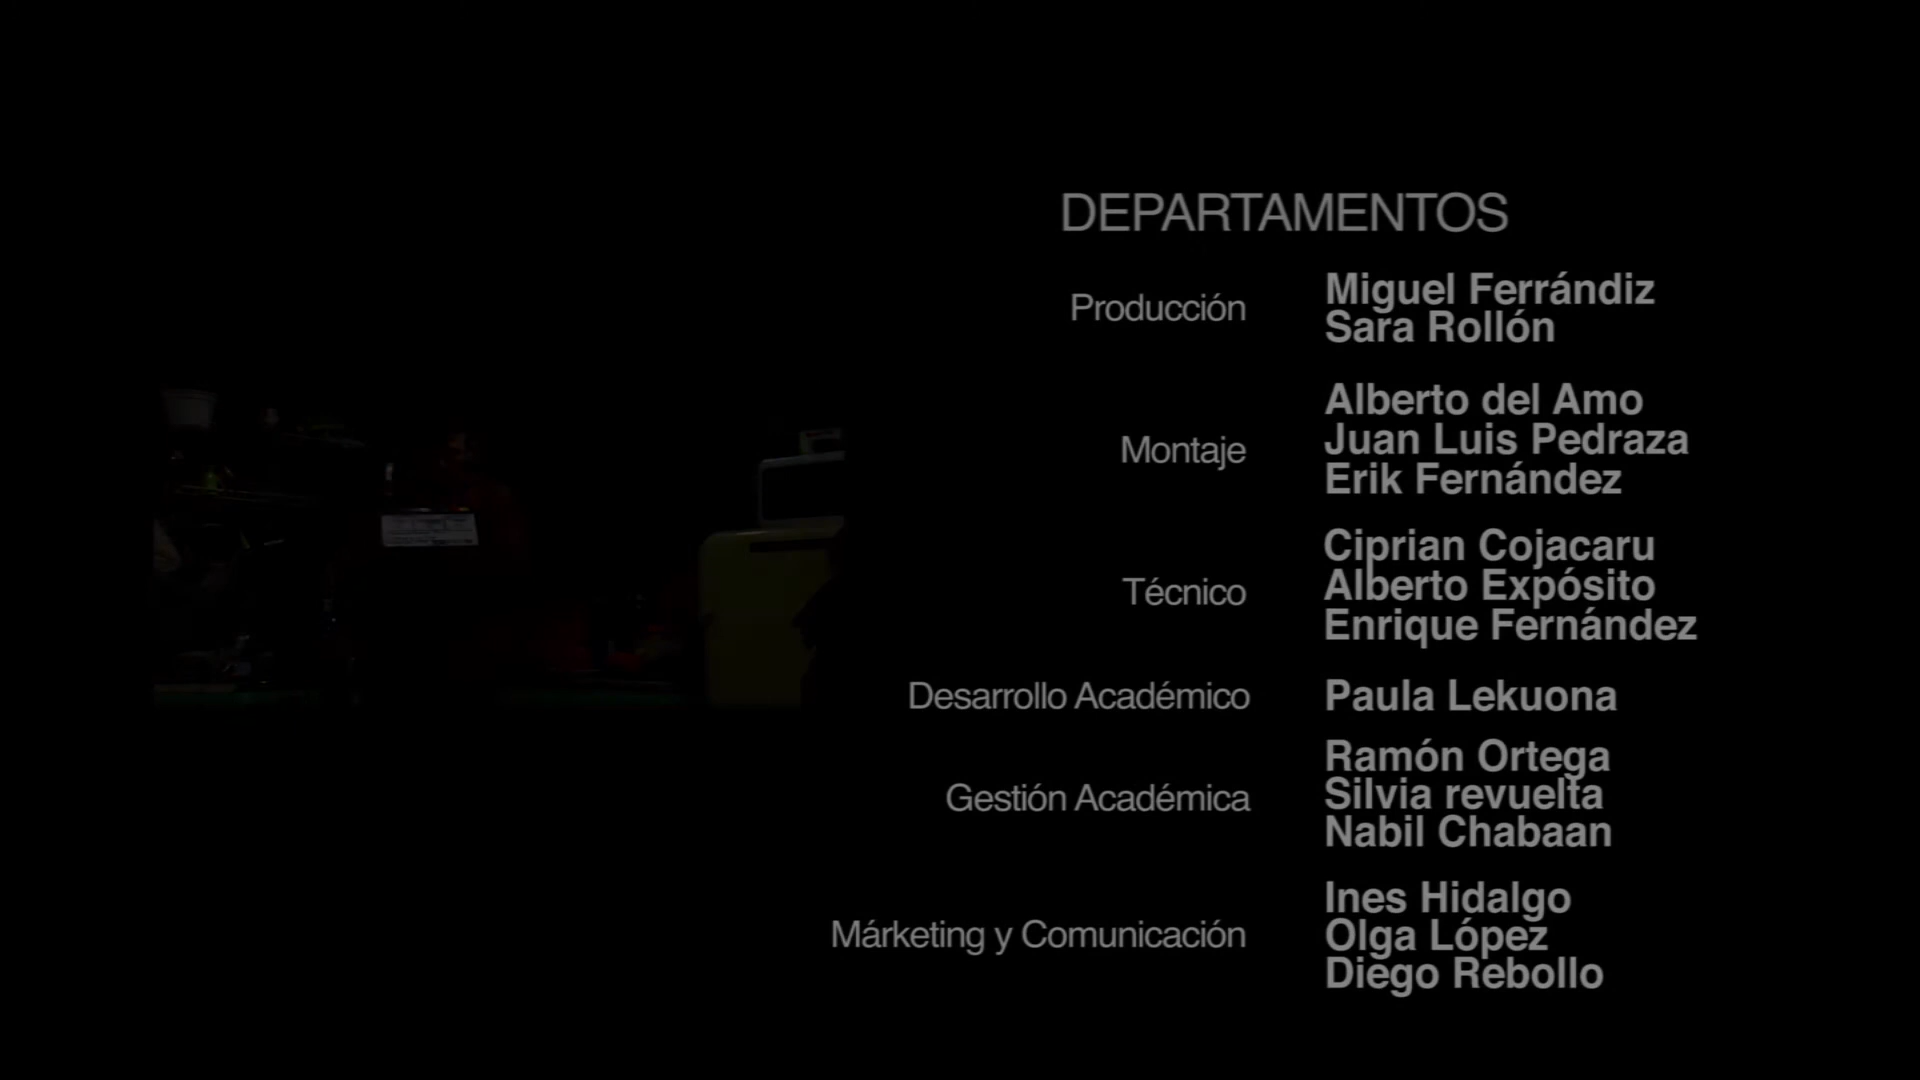 DEPARTAMENTOS
Producción
Miguel Ferrándiz
Sara Rollón
Montaje
Alberto del Amo
Juan Luis Pedraza
Erik Fernández
Técnico
Ciprian Cojacaru
Alberto Expósito
Enrique Fernández
Desarrollo Académico
Paula Lekuona
Gestión Académica
Ramón Ortega
Silvia revuelta
Nabil Chabaan
Márketing y Comunicación
Ines Hidalgo
Olga López
Diego Rebollo